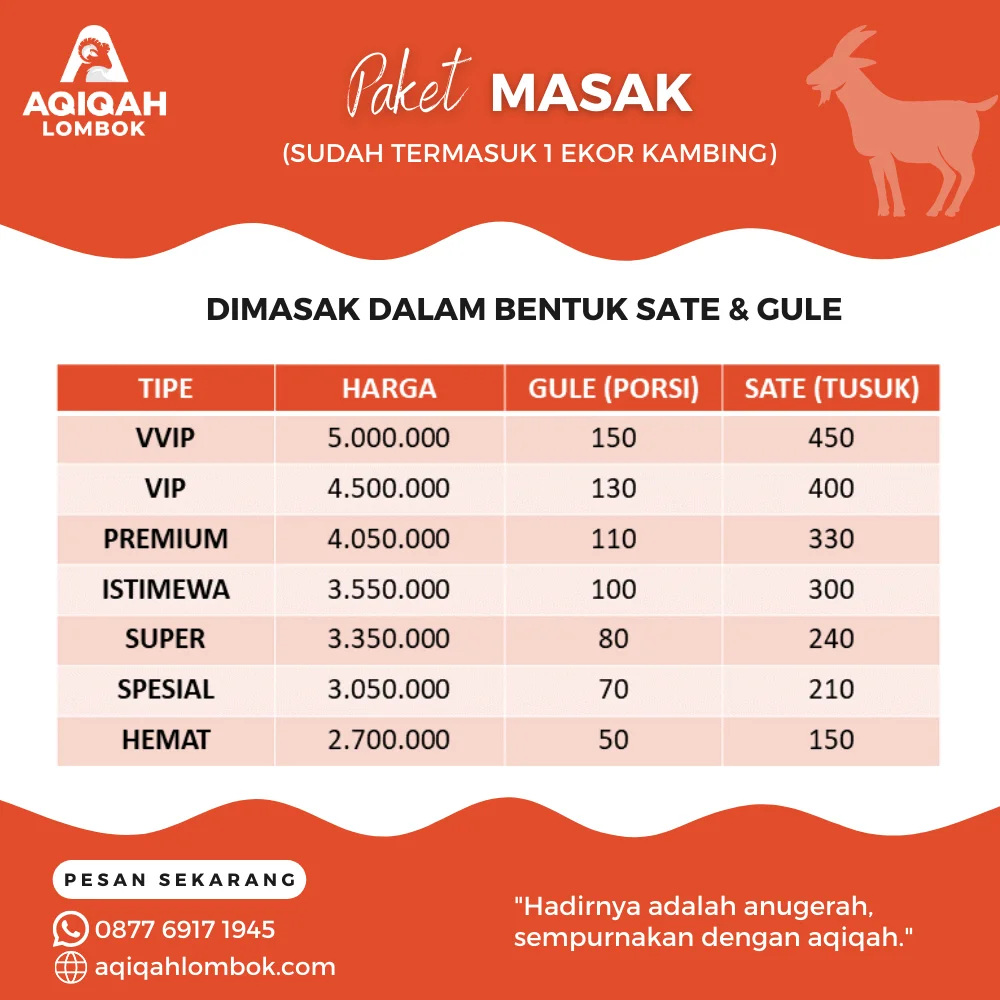 AQIQAH
LOMBOK
Paket MASAK
(SUDAH TERMASUK 1 EKOR KAMBING)
DIMASAK DALAM BENTUK SATE & GULE
TIPE HARGA GULE (PORSI) SATE (TUSUK)
VVIP 5.000.000 150 450
VIP 4.500.000 130 400
PREMIUM 4.050.000 110 330
ISTIMEWA 3.550.000 100 300
SUPER 3.350.000 80 240
SPESIAL 3.050.000 70 210
HEMAT 2.700.000 50 150
PESAN SEKARANG
0877 6917 1945
aqiqahlombok.com
"Hadirnya adalah anugerah,
sempurnakan dengan aqiqah."